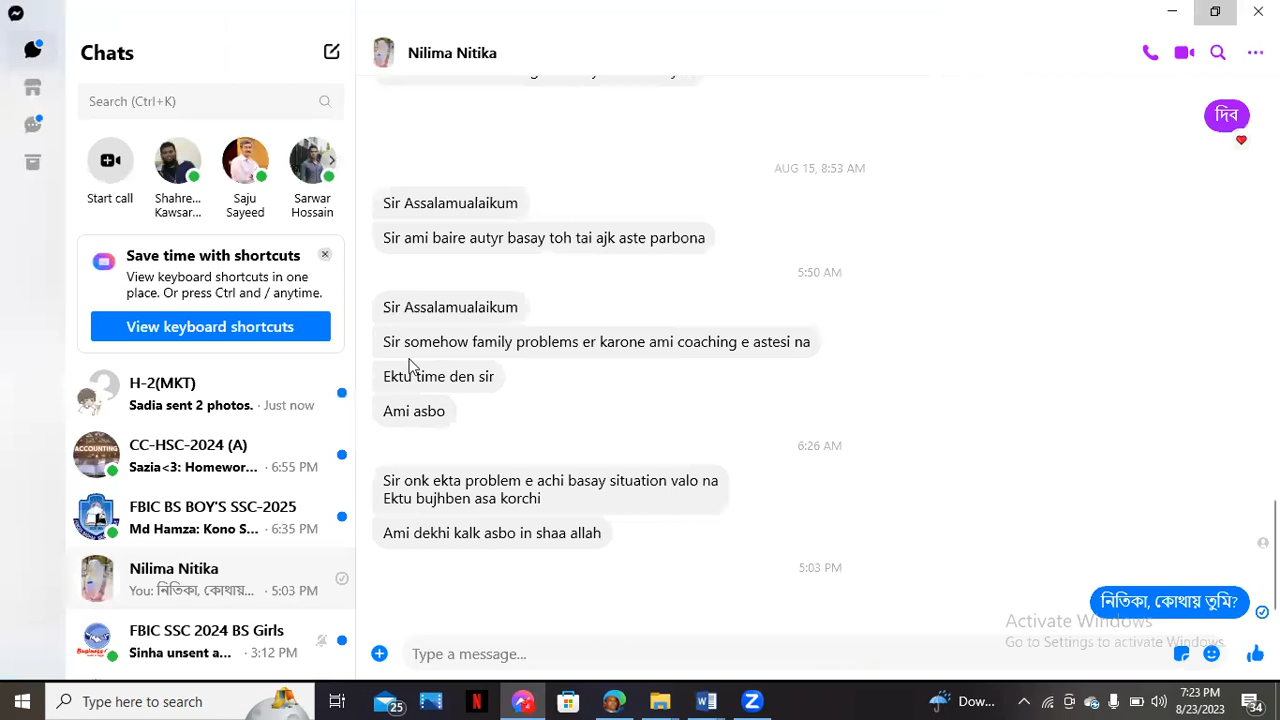 Chats
Search (Ctrl+K)
Start call
Shahre...
Kawsar...
Saju
Sayeed
Sarwar
Hossain
Save time with shortcuts
View keyboard shortcuts in one
place. Or press Ctrl and / anytime.
View keyboard shortcuts
H-2(MKT)
Sadia sent 2 photos. · Just now
CC-HSC-2024 (A)
Sazia<3: Homewor... · 6:55 PM
FBIC BS BOY'S SSC-2025
Md Hamza: Kono S... · 6:35 PM
Nilima Nitika
You: নিতিকা, কোথায়... · 5:03 PM
FBIC SSC 2024 BS Girls
Sinha unsent a... · 3:12 PM
Nilima Nitika
দিব
AUG 15, 8:53 AM
Sir Assalamualaikum
Sir ami baire autyr basay toh tai ajk aste parbona
5:50 AM
Sir Assalamualaikum
Sir somehow family problems er karone ami coaching e astesi na
Ektu time den sir
Ami asbo
6:26 AM
Sir onk ekta problem e achi basay situation valo na
Ektu bujhben asa korchi
Ami dekhi kalk asbo in shaa allah
5:03 PM
নিতিকা, কোথায় তুমি?
Activate Windows
Go to Settings to activate Windows.
Type a message...
Type here to search
25
Dow...
7:23 PM
8/23/2023
34